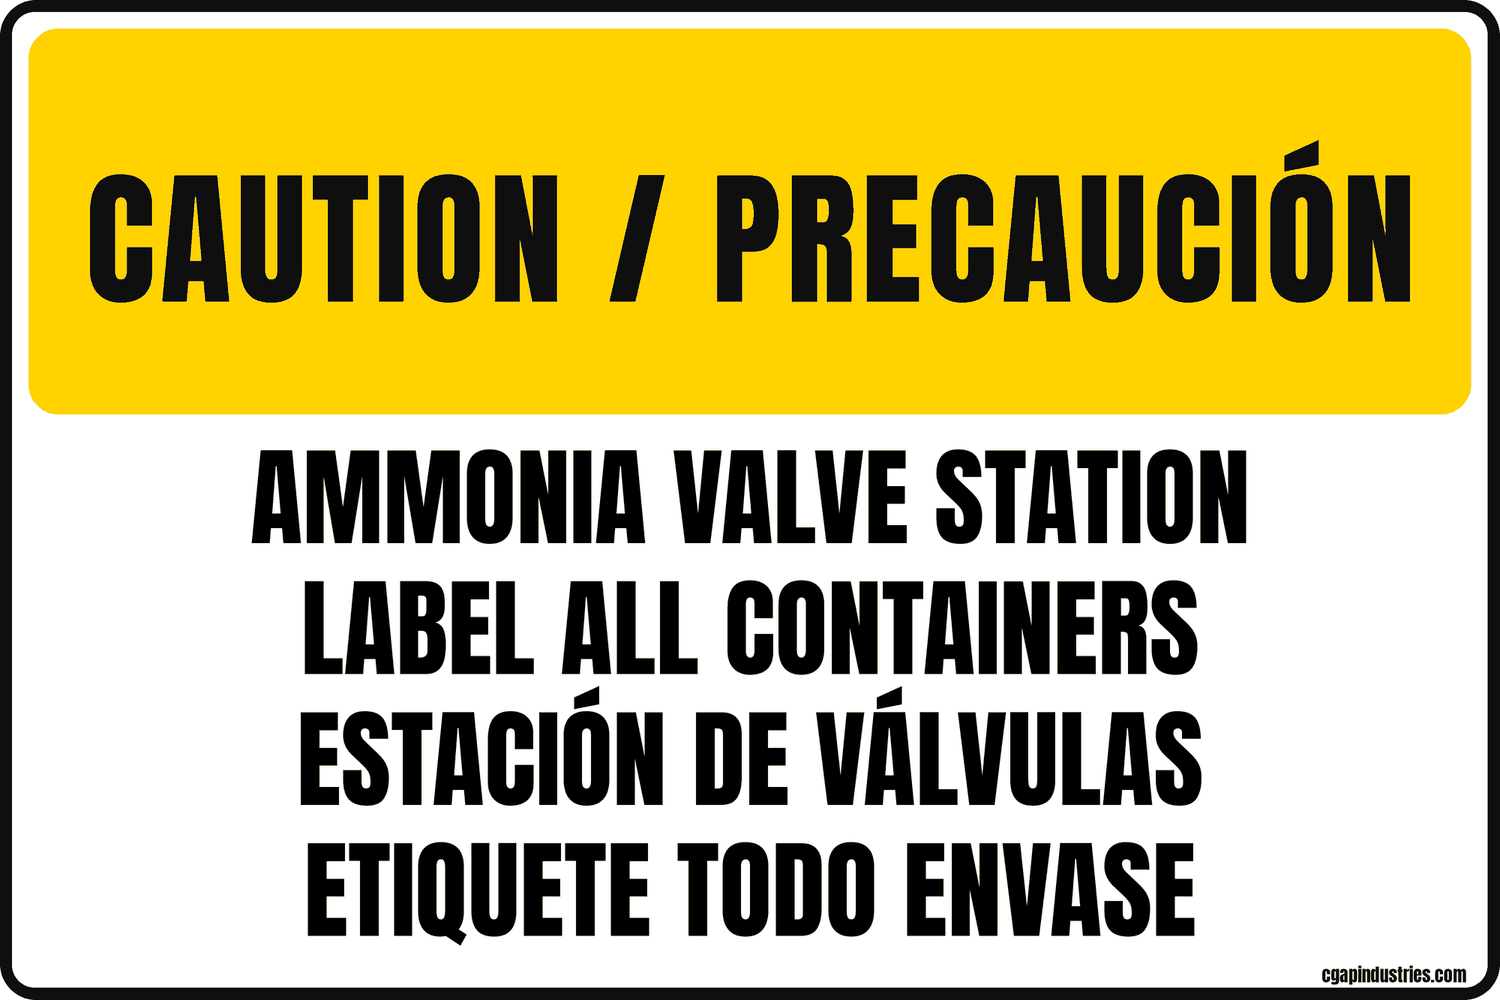 CAUTION / PRECAUCIÓN
AMMONIA VALVE STATION
LABEL ALL CONTAINERS
ESTACIÓN DE VÁLVULAS
ETIQUETE TODO ENVASE
cgapindustries.com